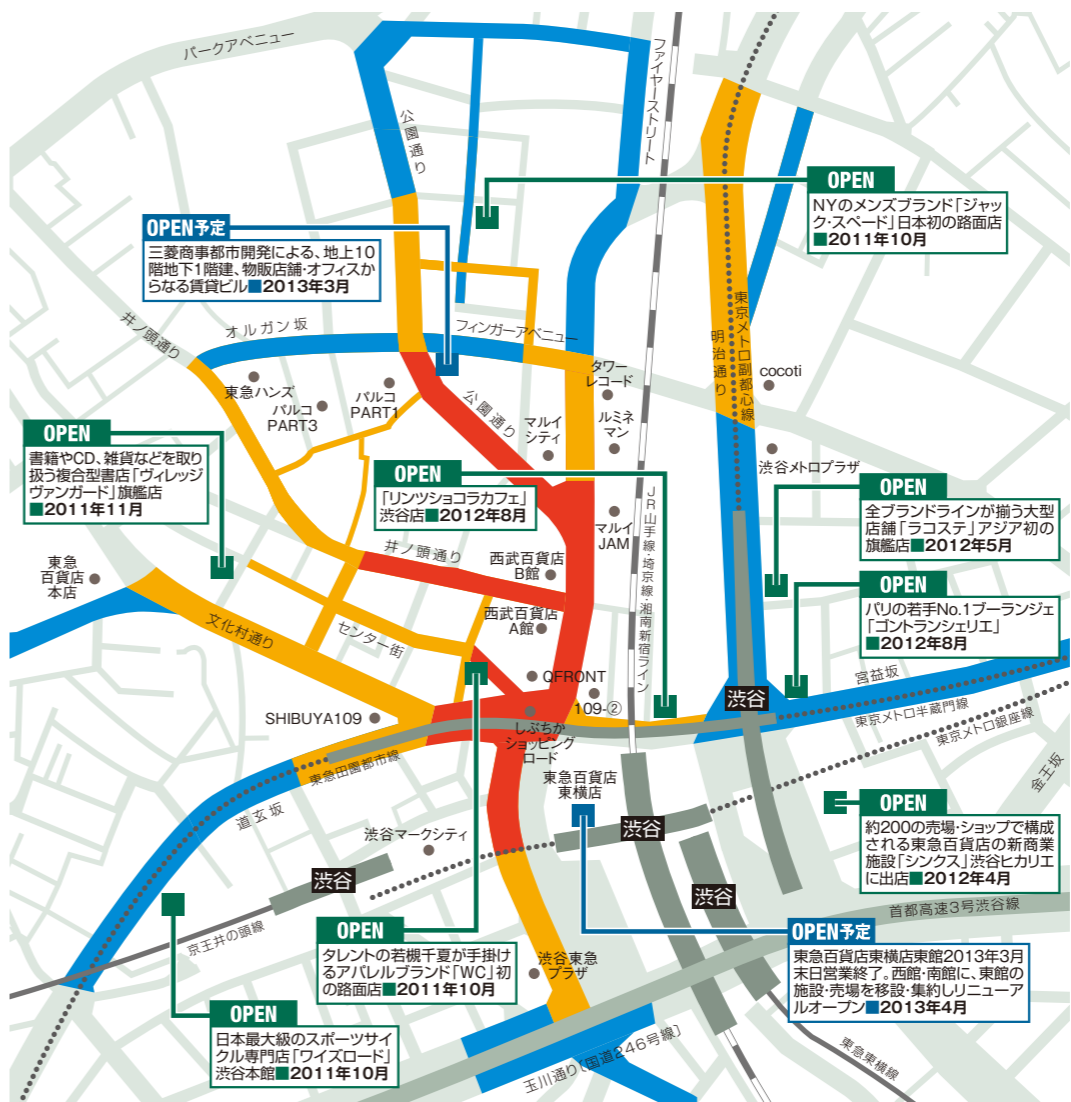 パークアベニュー
公園通り
ファイヤーストリート
OPEN
NYのメンズブランド「ジャッ
ク・スペード」日本初の路面店
■2011年10月
OPEN予定
三菱商事都市開発による、地上10
階地下1階建、物販店舗・オフィスか
らなる賃貸ビル■2013年3月
井ノ頭通り
オルガン坂
フィンガーアベニュー
東京メトロ副都心線
明治通り
タワー
レコード
cocoti
東急ハンズ
パルコ
PART3
パルコ
PART1
公園通り
マルイ
シティ
ルミネ
マン
渋谷メトロプラザ
OPEN
書籍やCD、雑貨などを取り
扱う複合型書店「ヴィレッジ
ヴァンガード」旗艦店
■2011年11月
OPEN
「リンツショコラカフェ」
渋谷店■2012年8月
OPEN
全ブランドラインが揃う大型
店舗「ラコステ」アジア初の
旗艦店■2012年5月
マルイ
JAM
JR山手線・埼京線・湘南新宿ライン
井ノ頭通り
西武百貨店
B館
東急
百貨店
本店
OPEN
パリの若手No.1ブーランジェ
「ゴントランシェリエ」
■2012年8月
西武百貨店
A館
文化村通り
センター街
QFRONT
109-②
渋谷
宮益坂
東京メトロ半蔵門線
東京メトロ銀座線
SHIBUYA109
しぶちか
ショッピング
ロード
東急田園都市線
道玄坂
東急百貨店
東横店
金王坂
渋谷マークシティ
渋谷
OPEN
約200の売場・ショップで構成
される東急百貨店の新商業
施設「シンクス」渋谷ヒカリエ
に出店■2012年4月
渋谷
渋谷
首都高速3号渋谷線
京王井の頭線
OPEN
タレントの若槻千夏が手掛け
るアパレルブランド「WC」初
の路面店■2011年10月
渋谷東急
プラザ
OPEN予定
東急百貨店東横店東館2013年3月
末日営業終了。西館・南館に、東館の
施設・売場を移設・集約しリニューア
ルオープン■2013年4月
OPEN
日本最大級のスポーツサイ
クル専門店「ワイズロード」
渋谷本館■2011年10月
玉川通り〔国道246号線〕
東急東横線